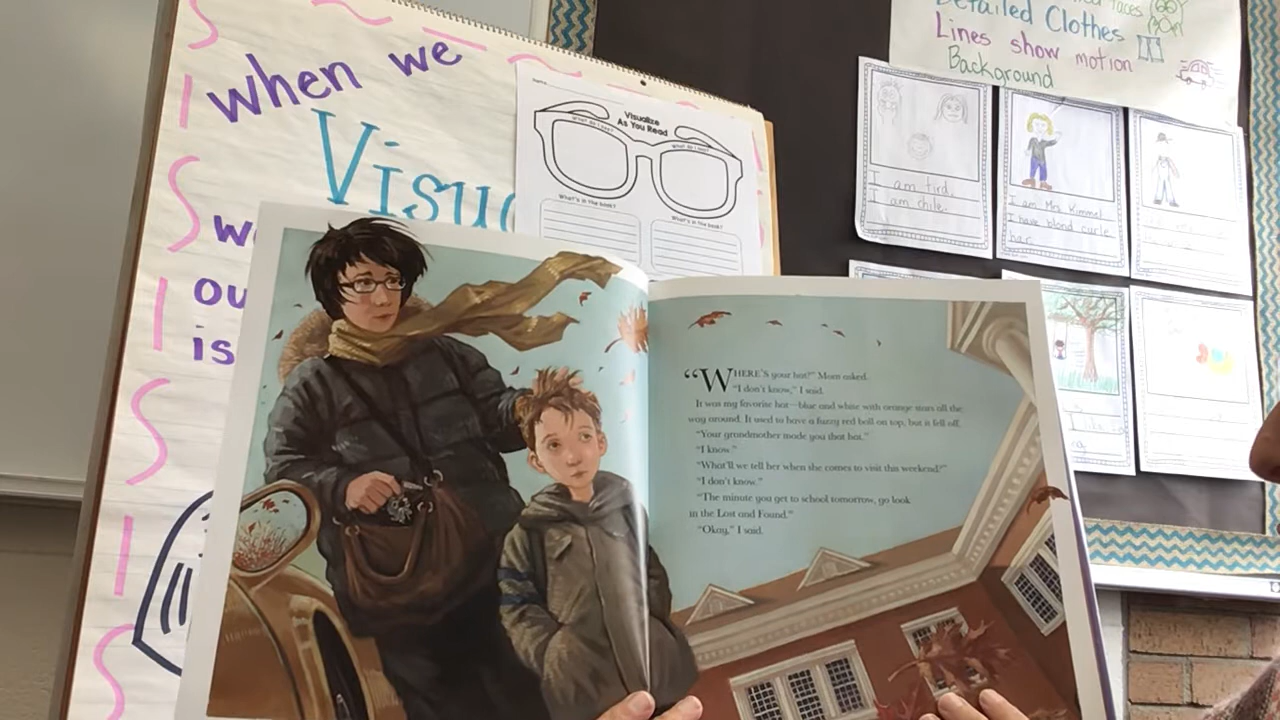 when we
Visu
we
ou
is
Visualize
As You Read
What do I see?
What do I see?
What's in the book?
What's in the book?
"WHERE'S your hat?" Mom asked.
"I don't know," I said.
It was my favorite hat—blue and white with orange stars all the
way around. It used to have a fuzzy red ball on top, but it fell off.
"Your grandmother made you that hat."
"I know."
"What'll we tell her when she comes to visit this weekend?"
"I don't know."
"The minute you get to school tomorrow, go look
in the Lost and Found."
"Okay," I said.
faces
Detailed Clothes
Lines show motion
Background
I am tird.
I am chile.
I am Mrs. Kimmel
I have blond curle
har.